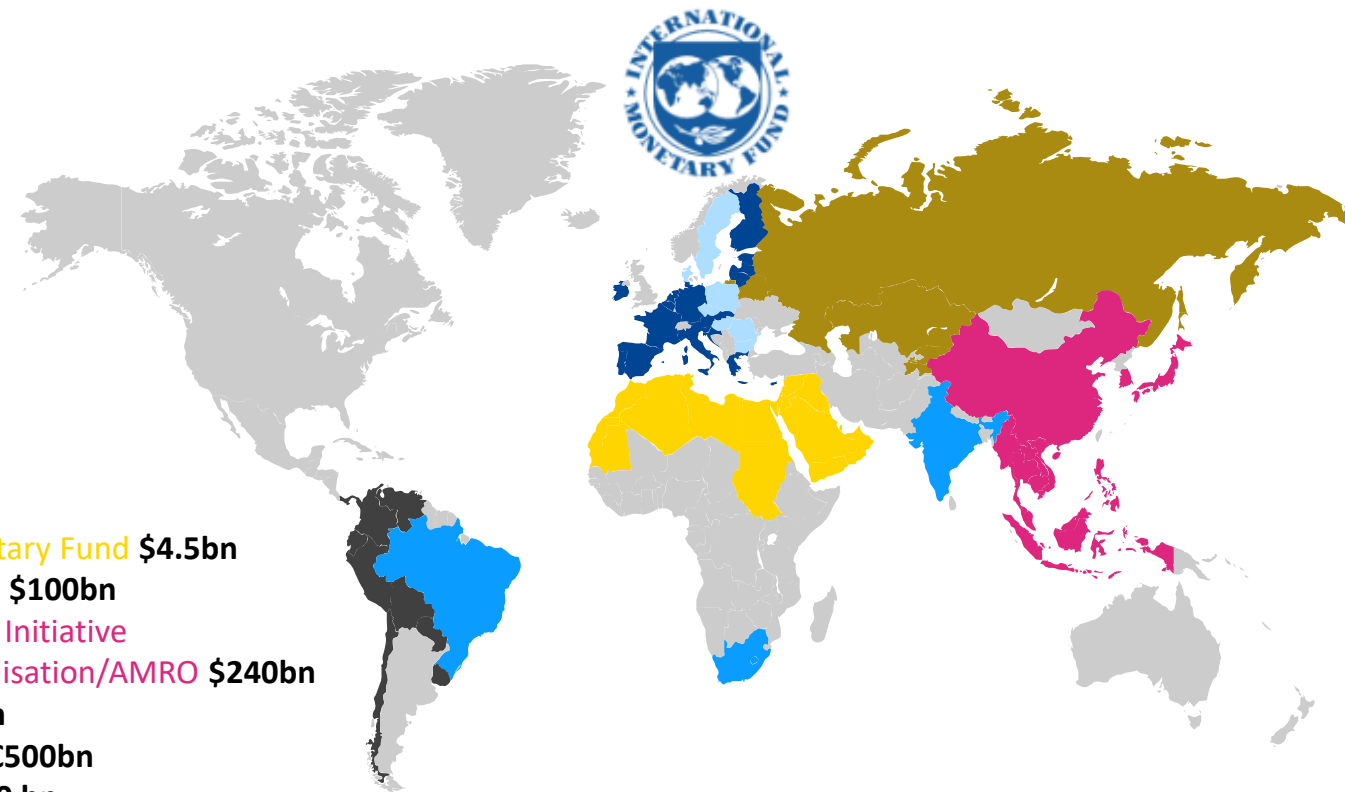 INTERNATIONAL
MONETARY FUND
tary Fund $4.5bn
$100bn
Initiative
isation/AMRO $240bn
€500bn